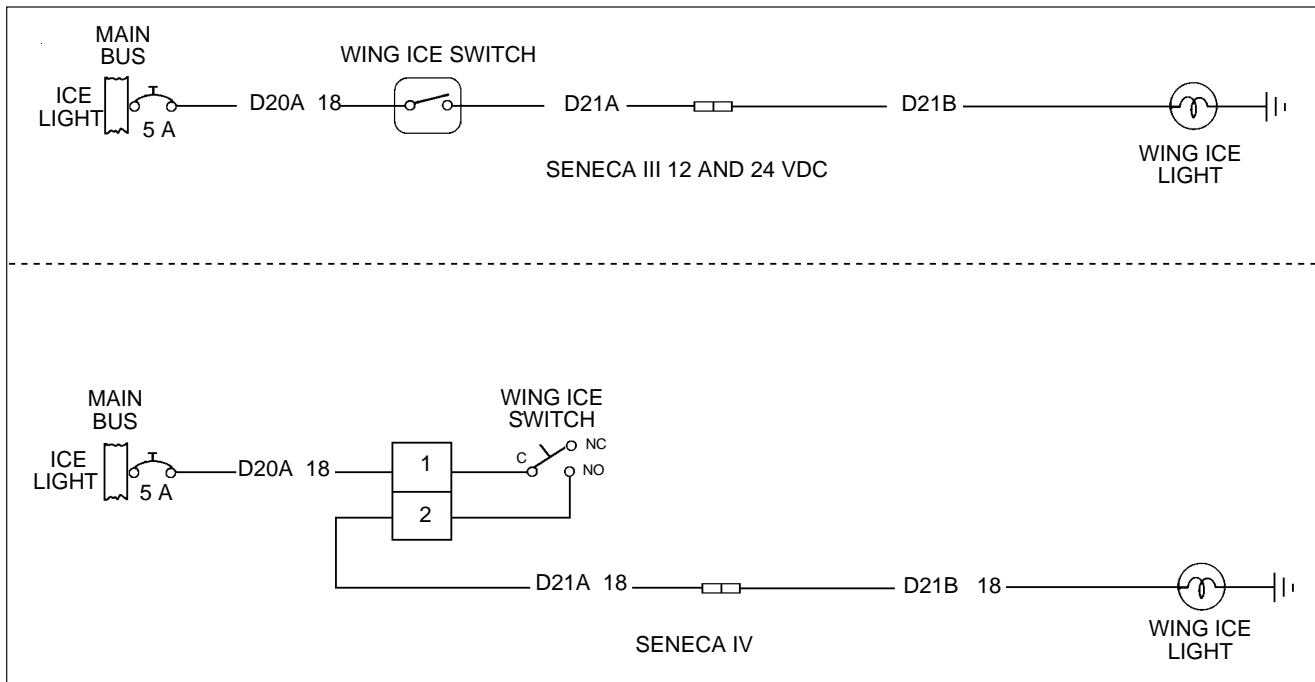 MAIN
BUS
WING ICE SWITCH
ICE
LIGHT
5 A
D20A 18
D21A
D21B
WING ICE
LIGHT
SENECA III 12 AND 24 VDC
MAIN
BUS
WING ICE
SWITCH
ICE
LIGHT
5 A
D20A 18
1
C
NC
NO
2
D21A 18
D21B 18
WING ICE
LIGHT
SENECA IV